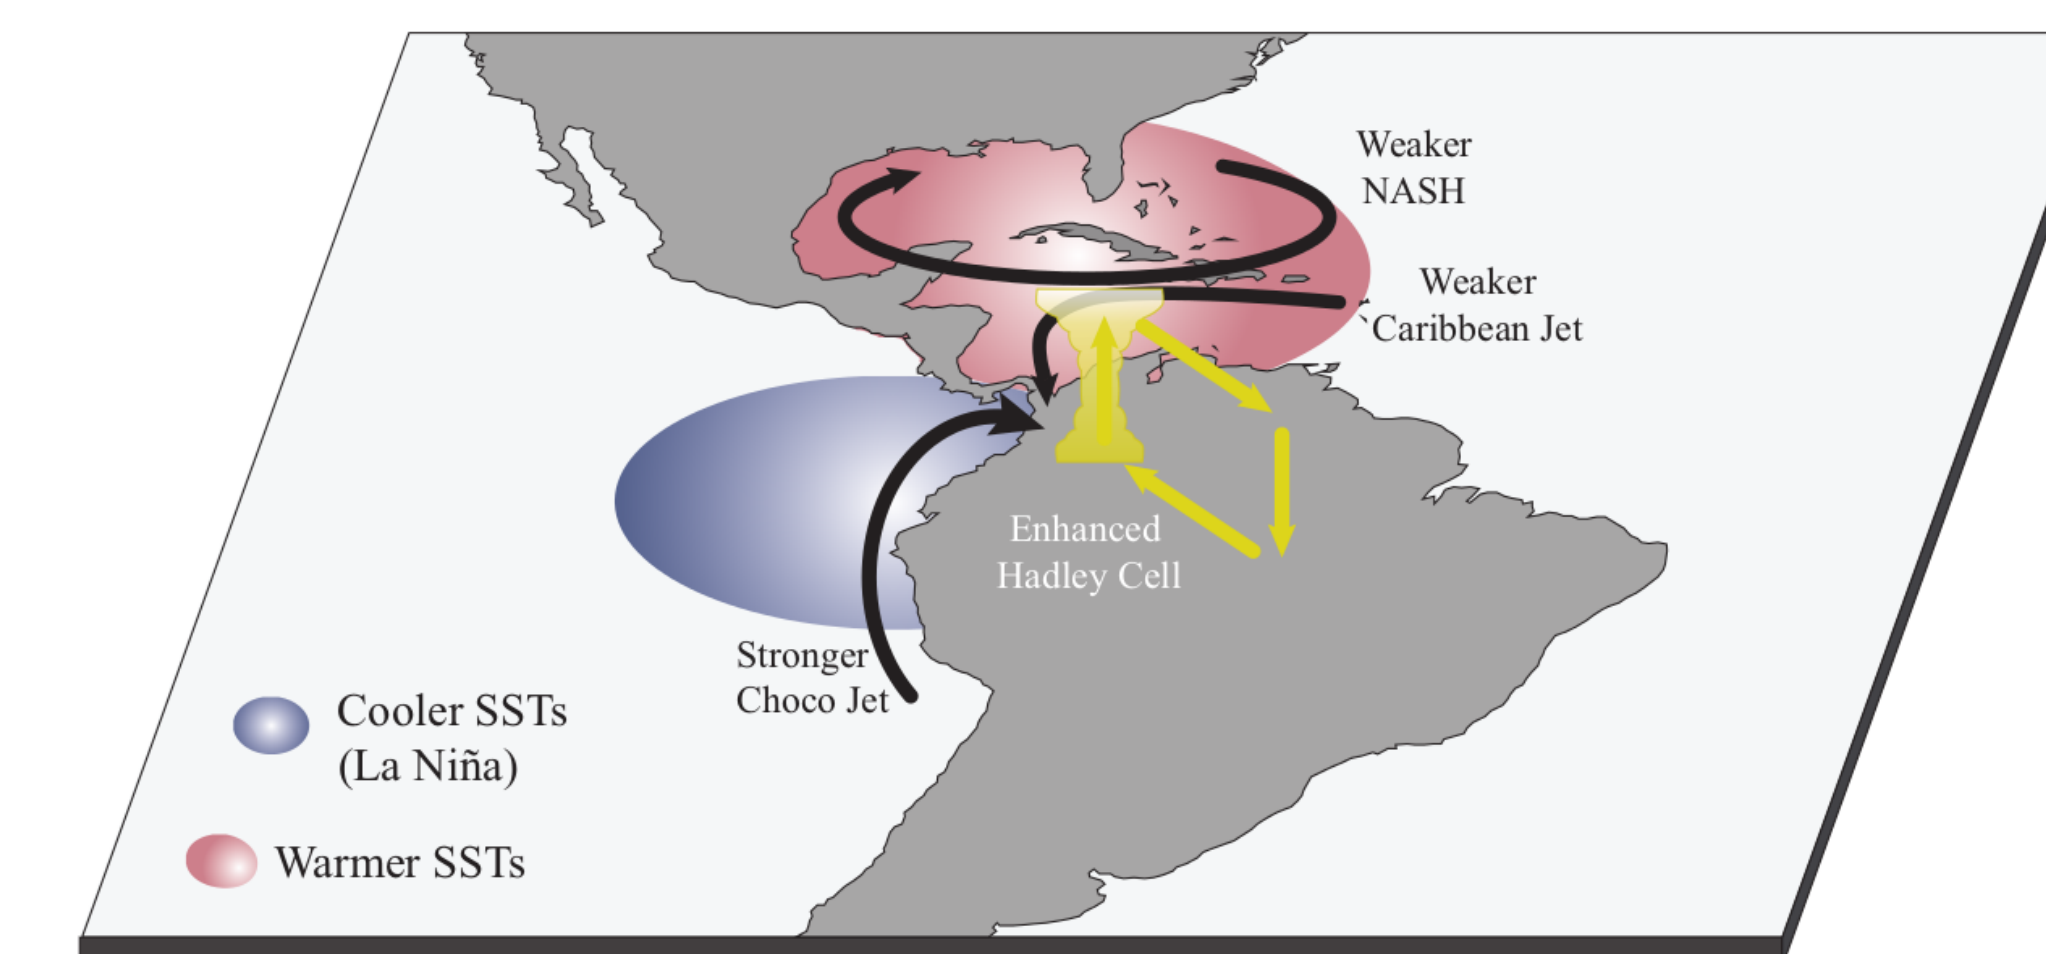 Weaker
NASH
Weaker
Caribbean Jet
Enhanced
Hadley Cell
Stronger
Choco Jet
Cooler SSTs
(La Niña)
Warmer SSTs